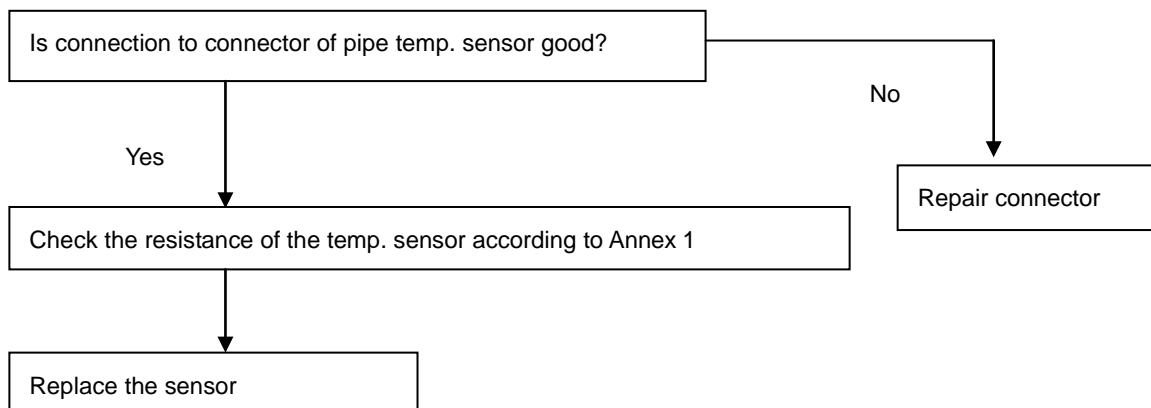 Is connection to connector of pipe temp. sensor good?
No
Yes
Repair connector
Check the resistance of the temp. sensor according to Annex 1
Replace the sensor